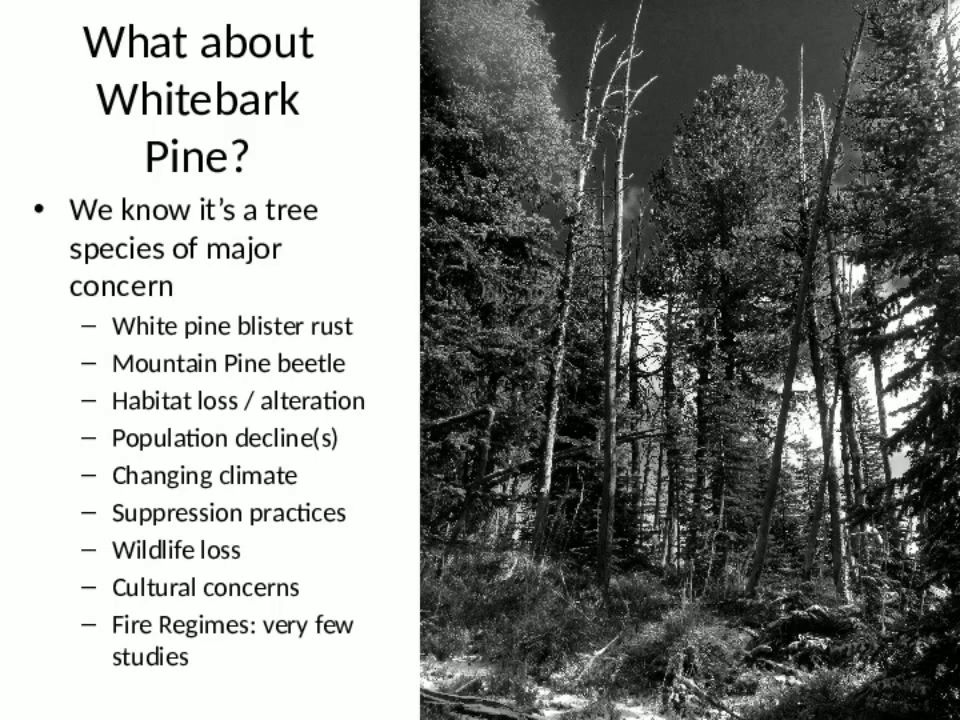 What about
Whitebark
Pine?
• We know it’s a tree
species of major
concern
– White pine blister rust
– Mountain Pine beetle
– Habitat loss / alteration
– Population decline(s)
– Changing climate
– Suppression practices
– Wildlife loss
– Cultural concerns
– Fire Regimes: very few
studies